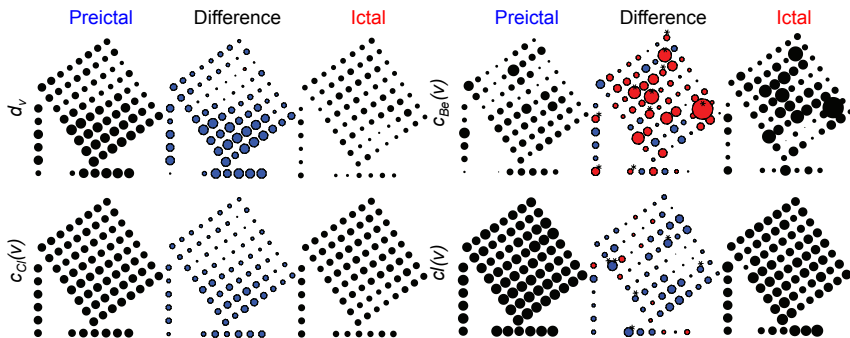 Preictal Difference Ictal Preictal Difference Ictal
d_v
c_Be(v)
c_Cl(v)
cl(v)